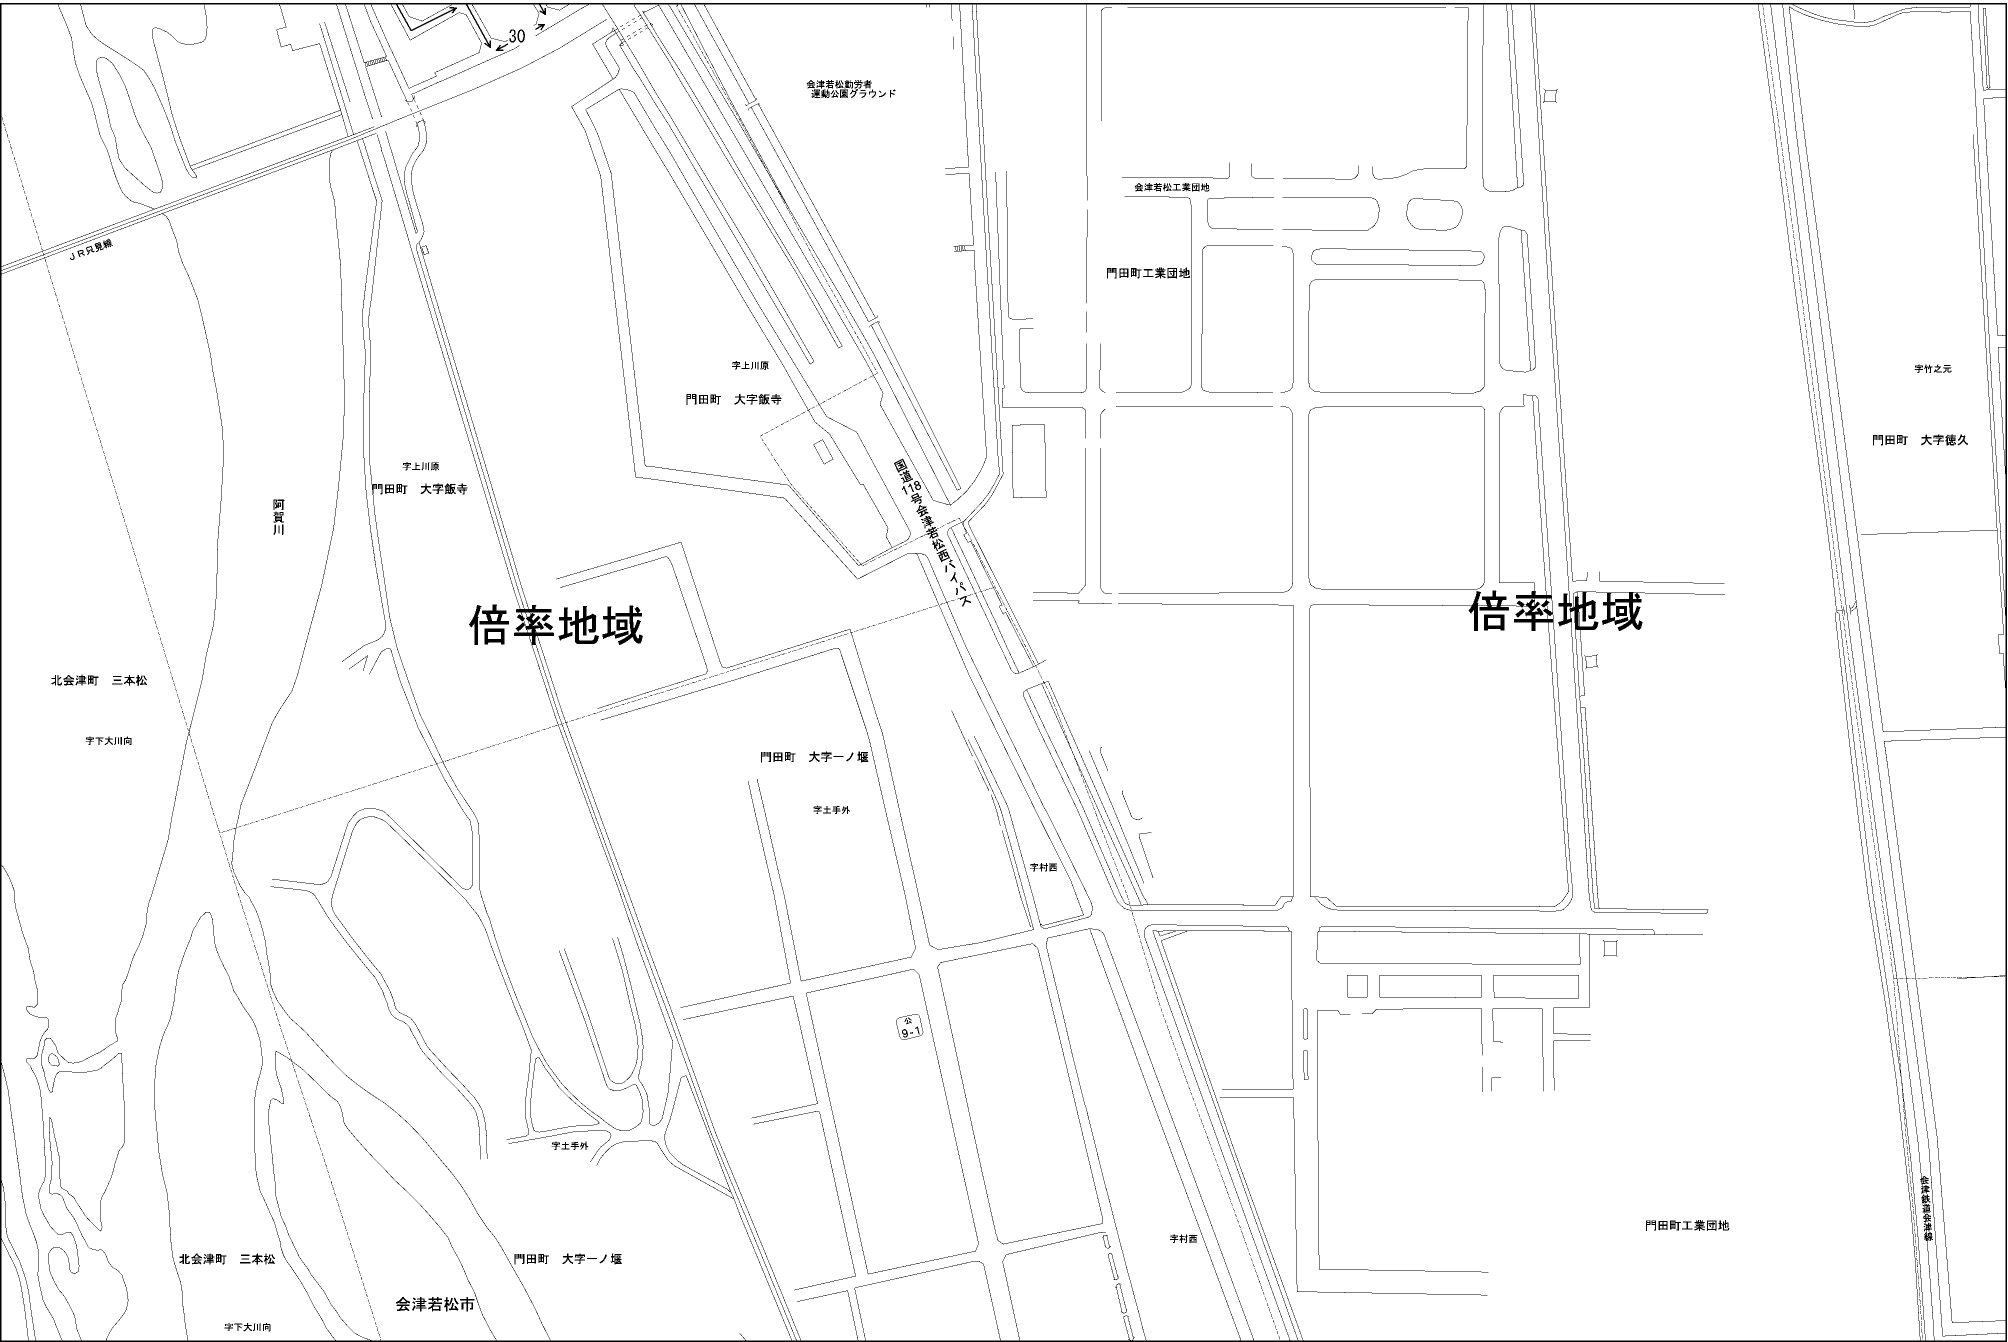 30
会津若松勤労者
運動公園グラウンド
会津若松工業団地
JR只見線
門田町工業団地
字上川原
門田町　大字飯寺
字竹之元
門田町　大字徳久
字上川原
門田町　大字飯寺
阿賀川
国道118号会津若松西バイパス
倍率地域
倍率地域
北会津町　三本松
字下大川向
門田町　大字一ノ堰
字土手外
字村西
公
9-1
字土手外
会津鉄道会津線
門田町工業団地
字村西
北会津町　三本松
門田町　大字一ノ堰
会津若松市
字下大川向